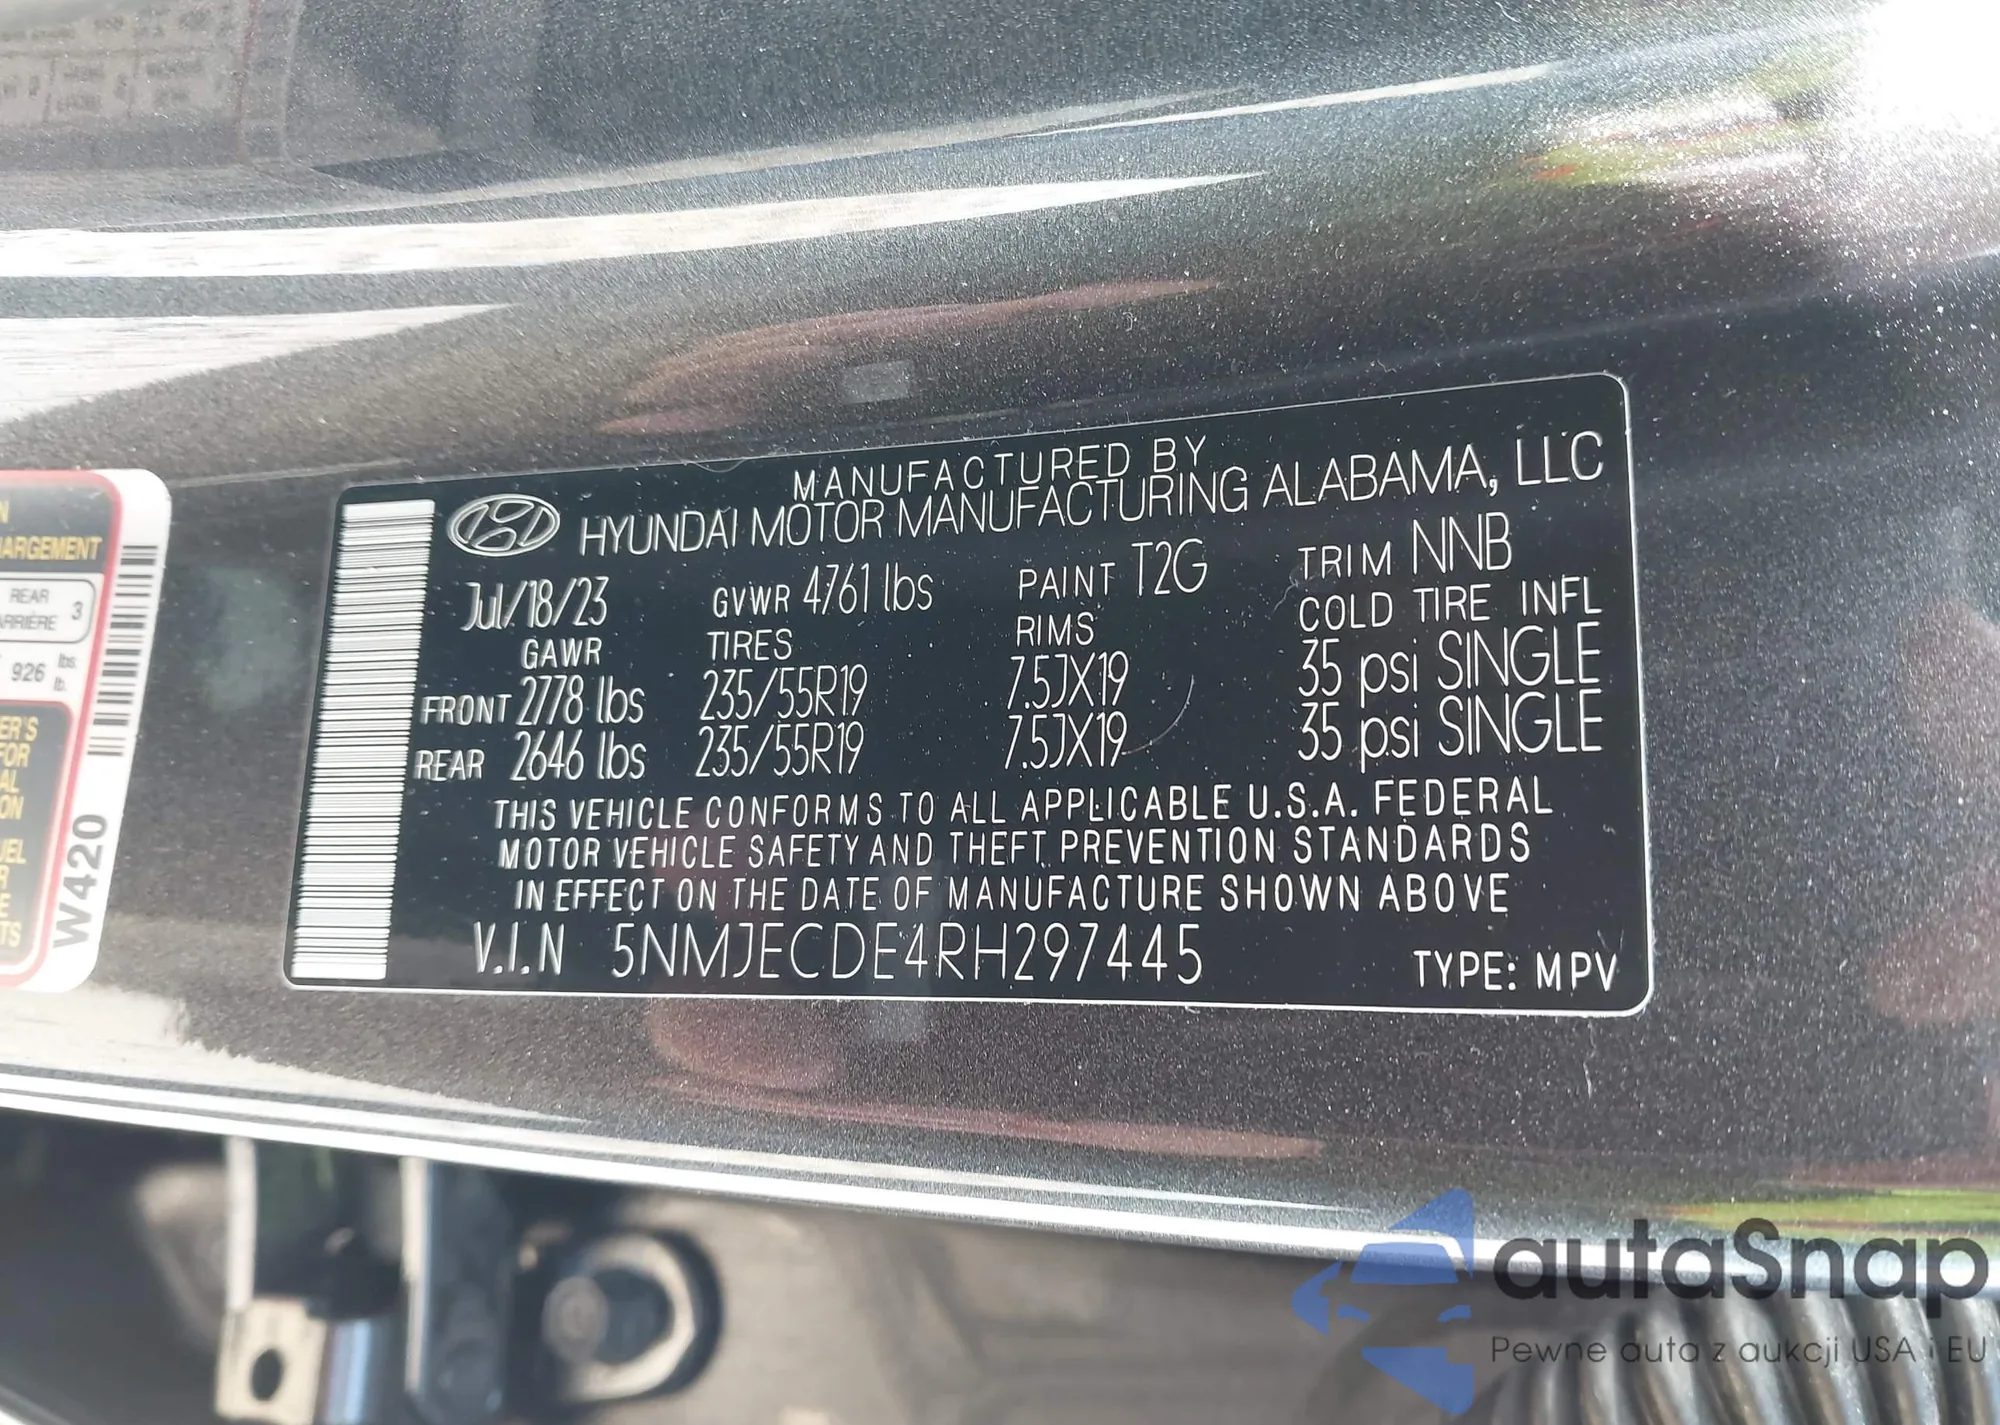 MANUFACTURED BY
HYUNDAI MOTOR MANUFACTURING ALABAMA, LLC
Jul/18/23 GVWR 4761 lbs PAINT T2G TRIM NNB
GAWR TIRES RIMS COLD TIRE INFL
FRONT 2778 lbs 235/55R19 7.5JX19 35 psi SINGLE
REAR 2646 lbs 235/55R19 7.5JX19 35 psi SINGLE
THIS VEHICLE CONFORMS TO ALL APPLICABLE U.S.A. FEDERAL
MOTOR VEHICLE SAFETY AND THEFT PREVENTION STANDARDS
IN EFFECT ON THE DATE OF MANUFACTURE SHOWN ABOVE
V.I.N 5NMJECDE4RH297445 TYPE: MPV
REAR 3
926 lbs. lb.
W420
autaSnap
Pewne auta z aukcji USA i EU